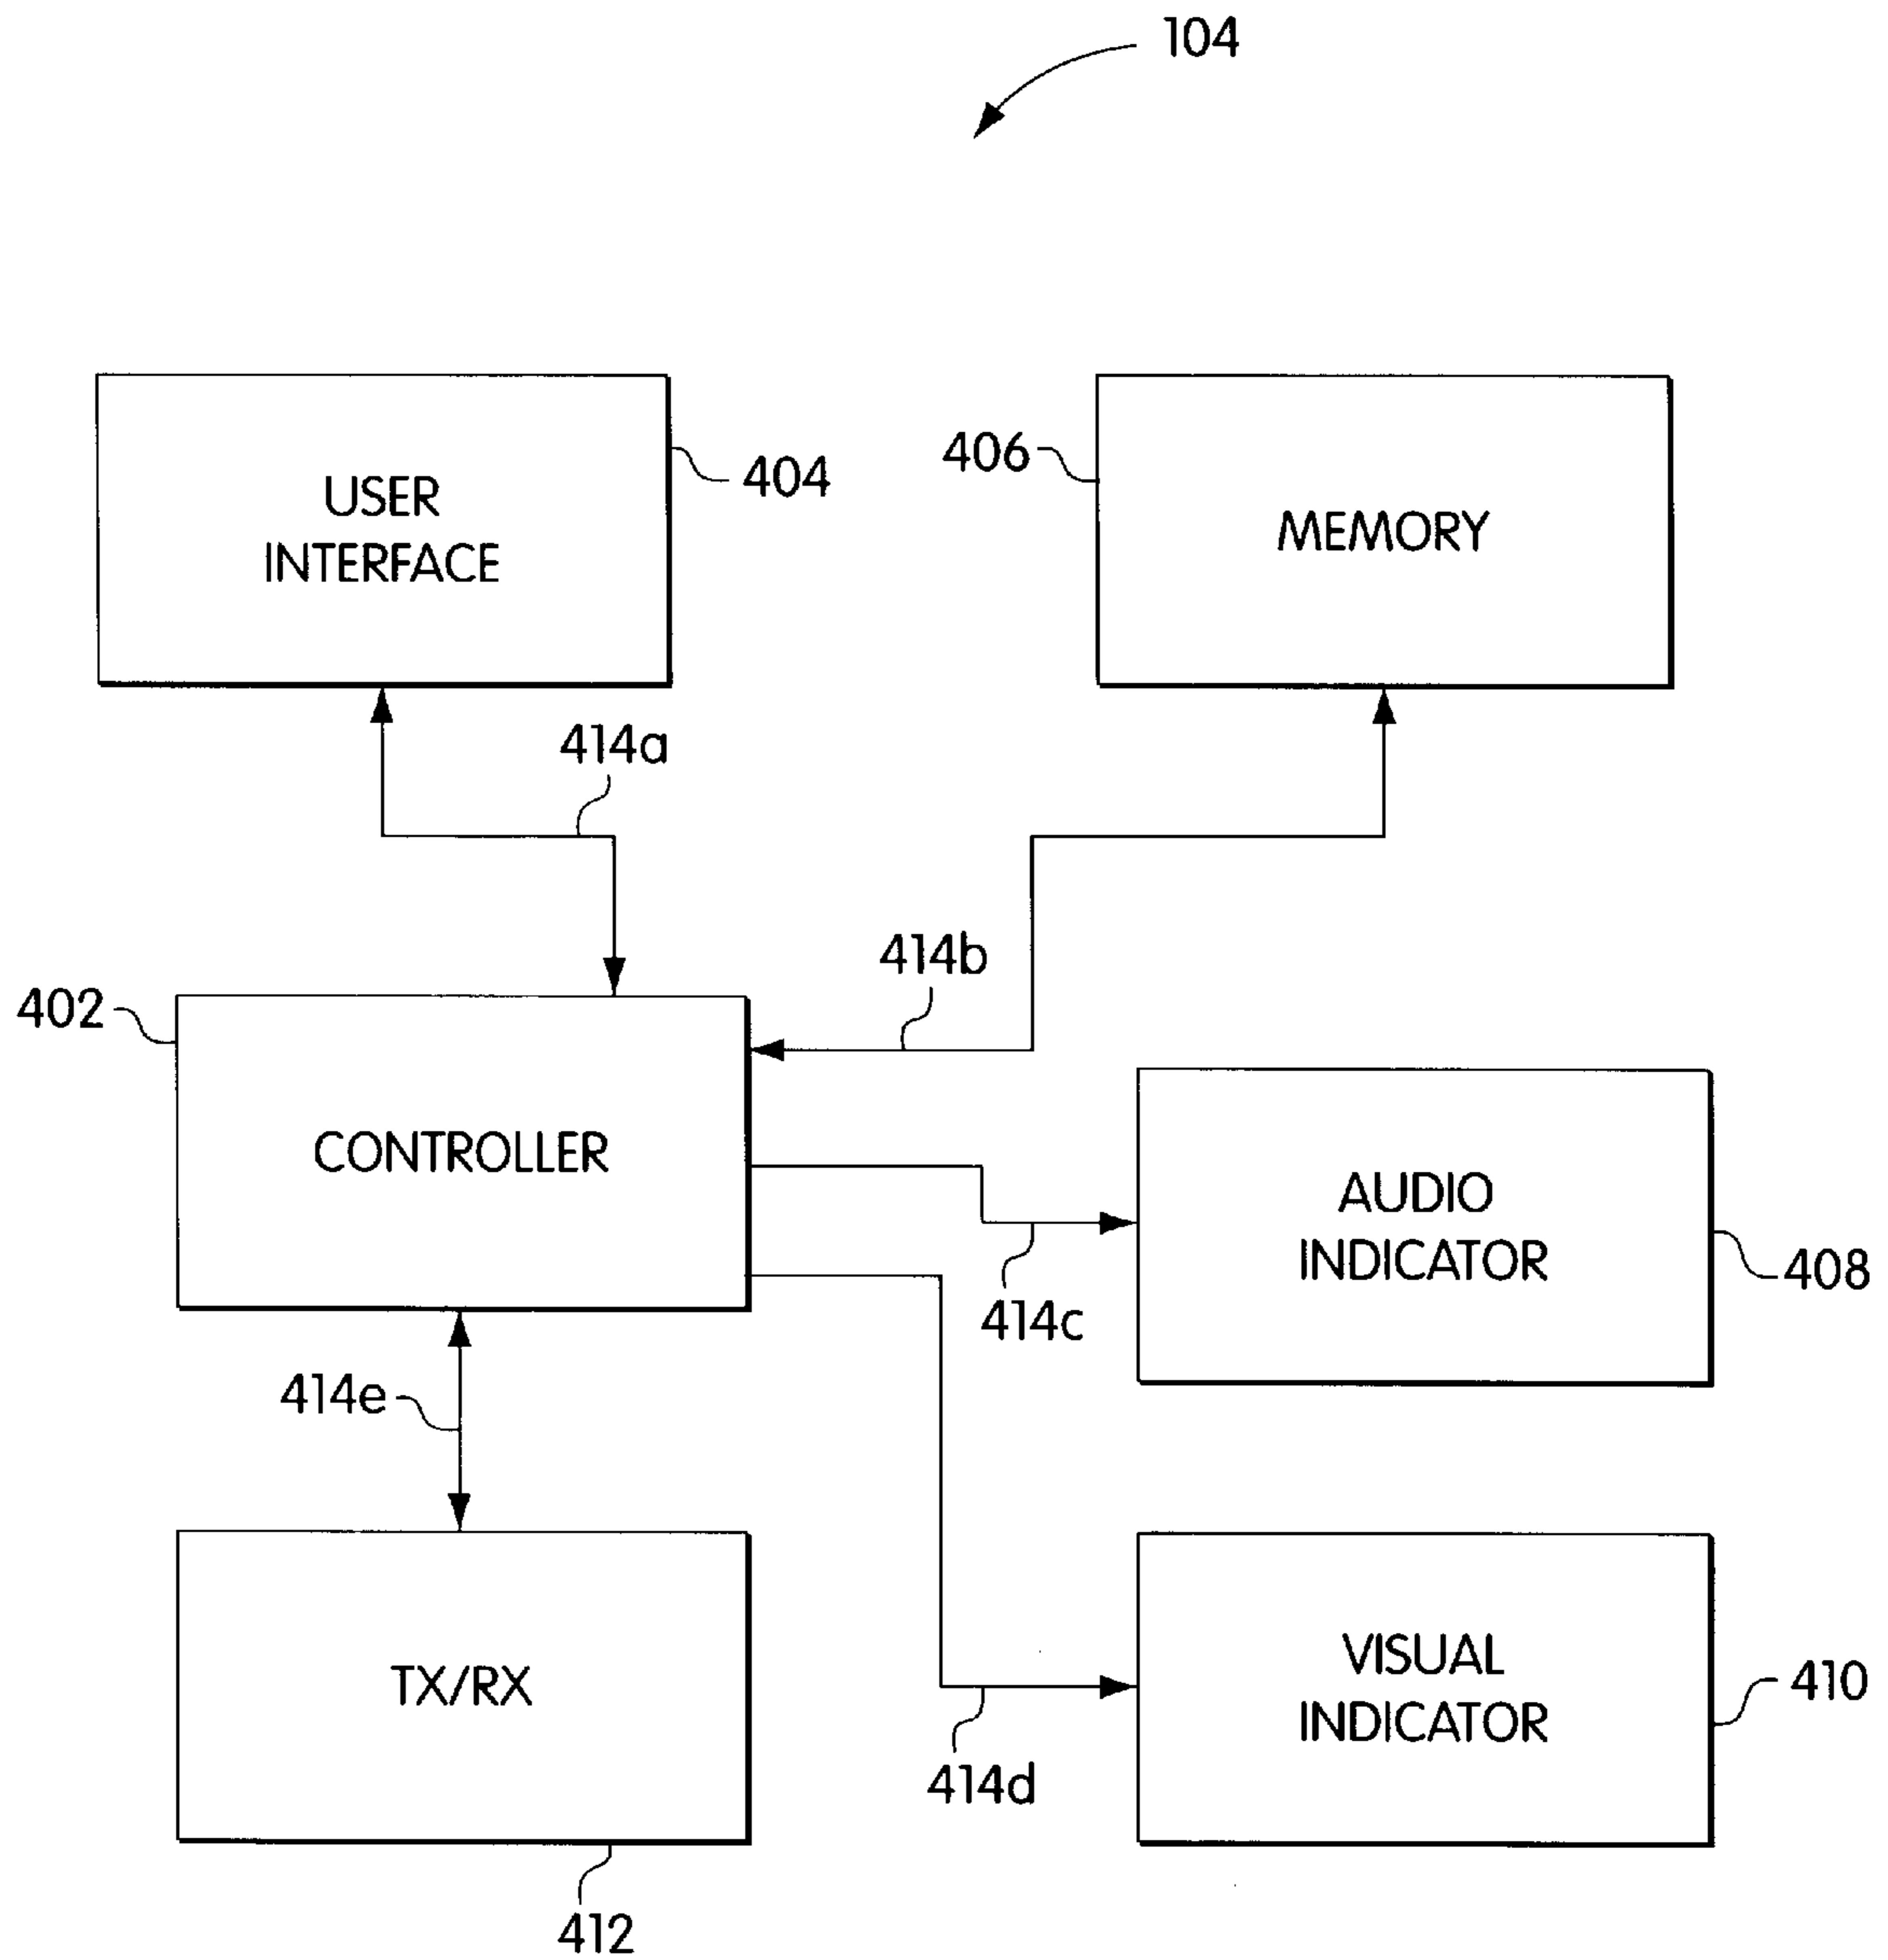 104
USER
INTERFACE
404
406
MEMORY
414a
414b
402
CONTROLLER
AUDIO
INDICATOR
408
414c
414e
TX/RX
412
VISUAL
INDICATOR
410
414d